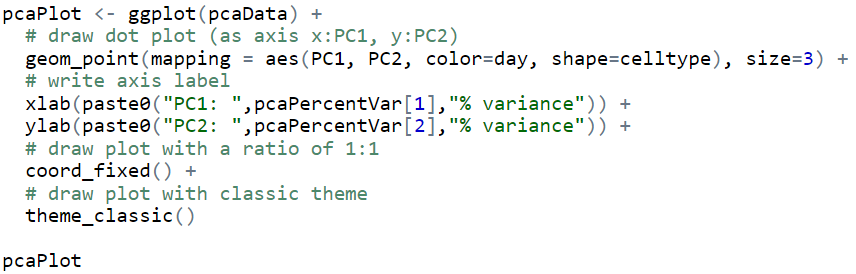 pcaPlot <- ggplot(pcaData) +
  # draw dot plot (as axis x:PC1, y:PC2)
  geom_point(mapping = aes(PC1, PC2, color=day, shape=celltype), size=3) +
  # write axis label
  xlab(paste0("PC1: ",pcaPercentVar[1],"% variance")) +
  ylab(paste0("PC2: ",pcaPercentVar[2],"% variance")) +
  # draw plot with a ratio of 1:1
  coord_fixed() +
  # draw plot with classic theme
  theme_classic()

pcaPlot